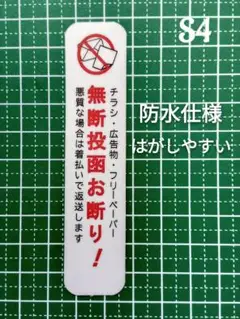 S4
防水仕様
はがしやすい
チラシ・広告物・フリーペーパー
無断投函お断り！
悪質な場合は着払いで返送します